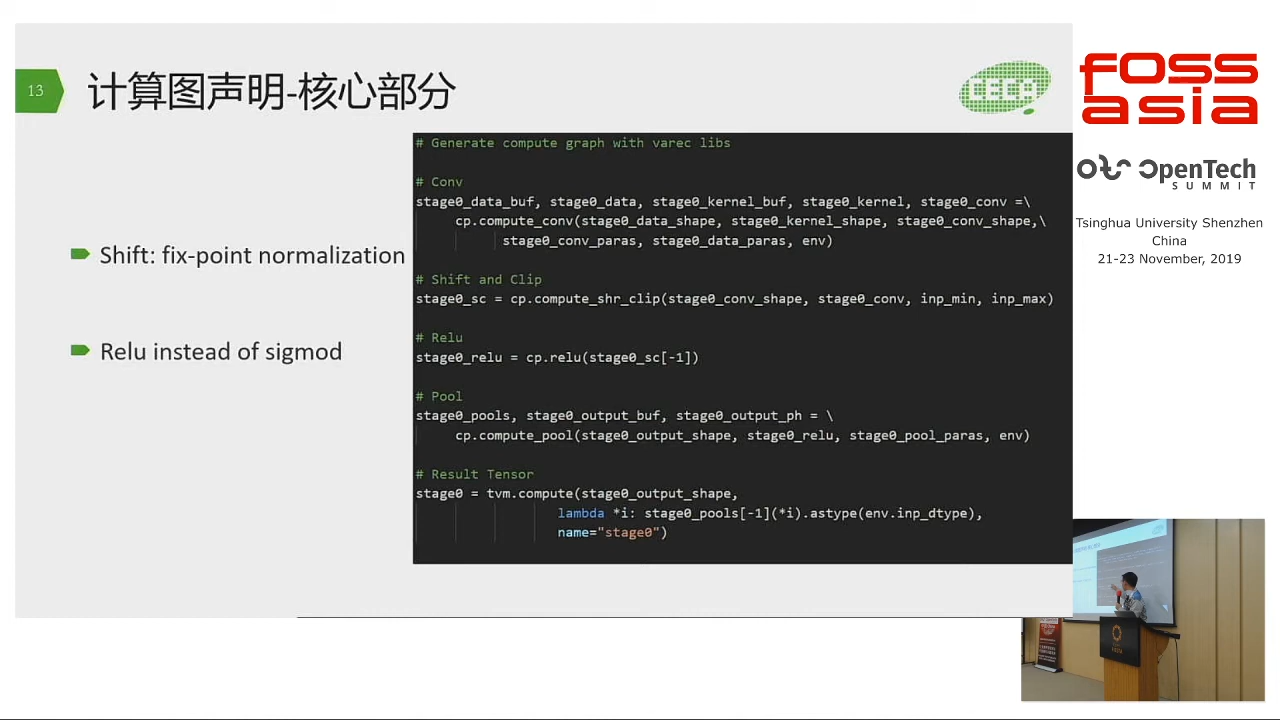 13
计算图声明-核心部分
Shift: fix-point normalization
Relu instead of sigmod
# Generate compute graph with varec libs
# Conv
stage0_data_buf, stage0_data, stage0_kernel_buf, stage0_kernel, stage0_conv =\
cp.compute_conv(stage0_data_shape, stage0_kernel_shape, stage0_conv_shape,\
stage0_conv_paras, stage0_data_paras, env)
# Shift and Clip
stage0_sc = cp.compute_shr_clip(stage0_conv_shape, stage0_conv, inp_min, inp_max)
# Relu
stage0_relu = cp.relu(stage0_sc[-1])
# Pool
stage0_pools, stage0_output_buf, stage0_output_ph = \
cp.compute_pool(stage0_output_shape, stage0_relu, stage0_pool_paras, env)
# Result Tensor
stage0 = tvm.compute(stage0_output_shape,
lambda *i: stage0_pools[-1](*i).astype(env.inp_dtype),
name="stage0")
FOSS
asia
OpenTech
SUMMIT
Tsinghua University Shenzhen
China
21-23 November, 2019